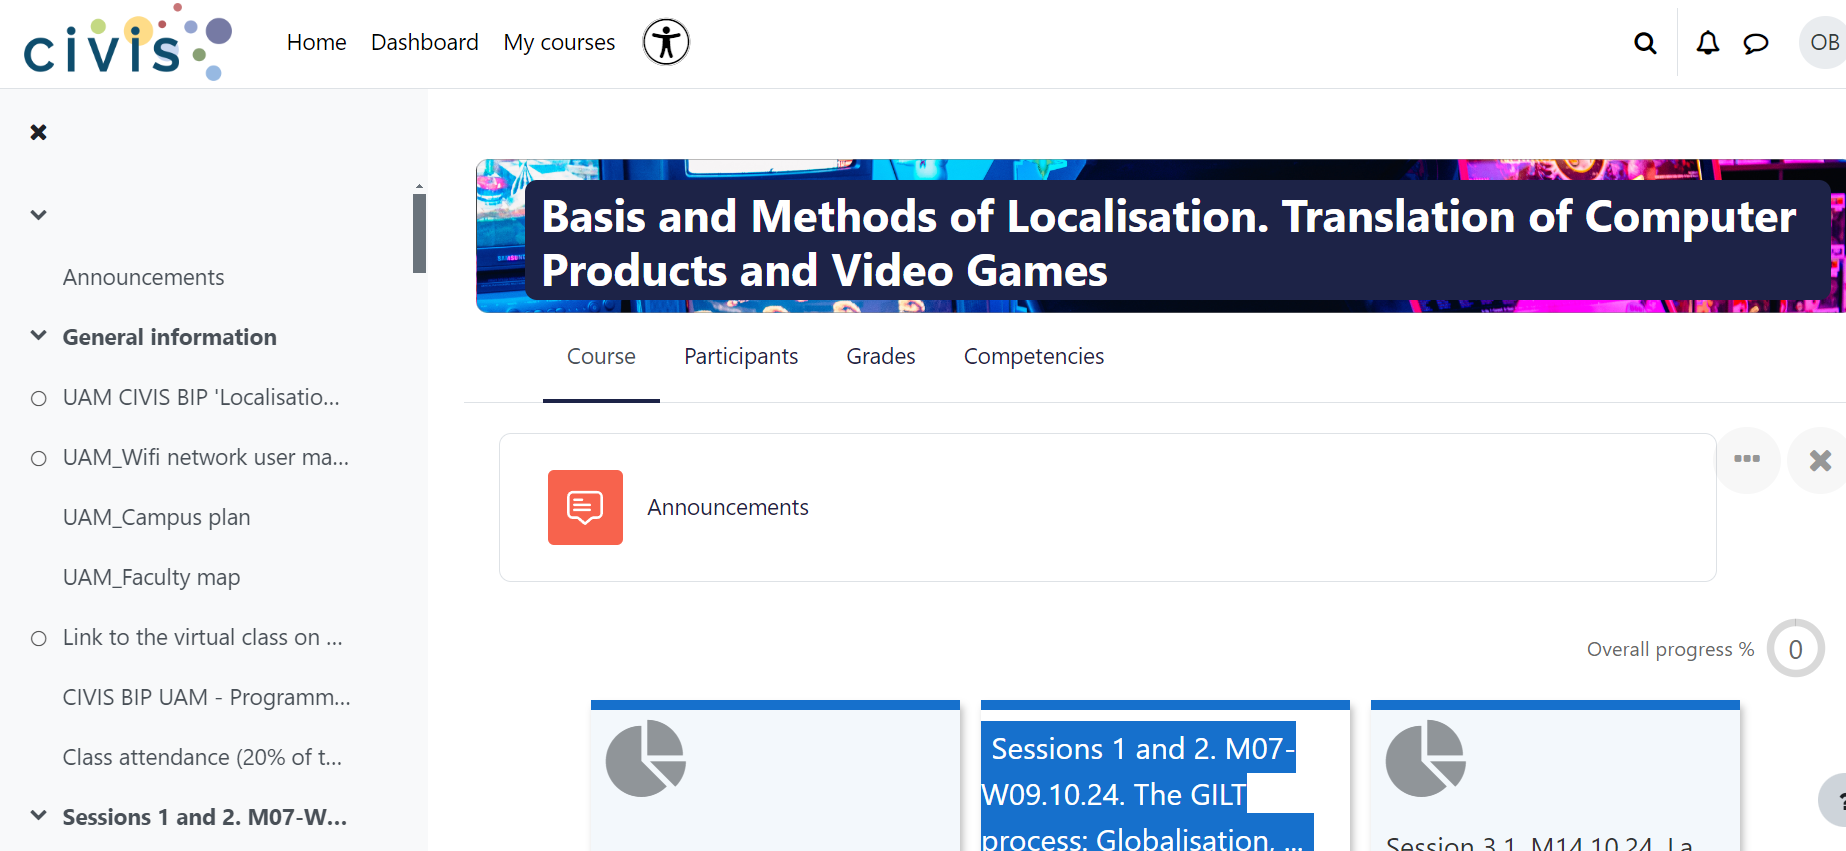 civis
Home
Dashboard
My courses
OB
Announcements
General information
UAM CIVIS BIP 'Localisatio...
UAM_Wifi network user ma...
UAM_Campus plan
UAM_Faculty map
Link to the virtual class on ...
CIVIS BIP UAM - Programm...
Class attendance (20% of t...
Sessions 1 and 2. M07-W...
SAMSUNG
Basis and Methods of Localisation. Translation of Computer
Products and Video Games
Course
Participants
Grades
Competencies
Announcements
Overall progress %
0
Sessions 1 and 2. M07-
W09.10.24. The GILT
process: Globalisation, ...
Session 3.1. M14.10.24. La
?